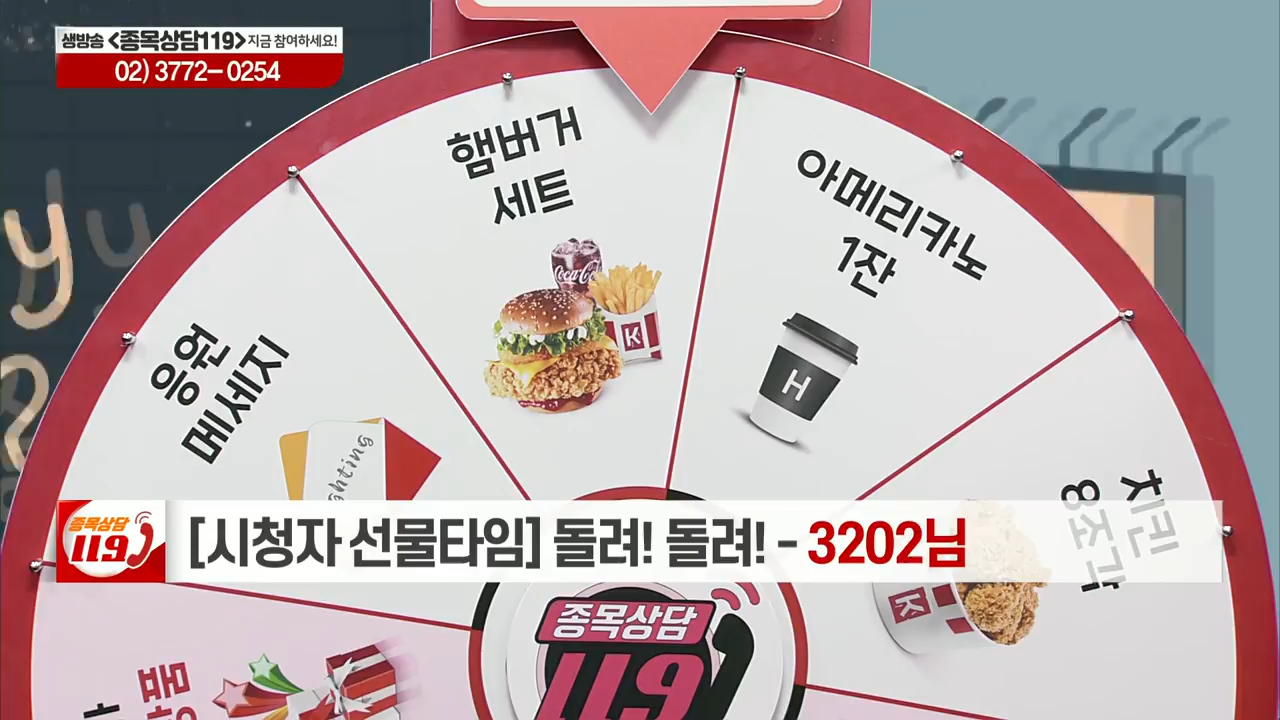 생방송 <종목상담119> 지금 참여하세요!
02) 3772-0254
햄버거
세트
아메리카노
1잔
응원
메세지
치킨
8조각
Coca-Cola
K
H
ghting
K
종목상담
119
[시청자 선물타임] 돌려! 돌려! - 3202님
종목상담
119